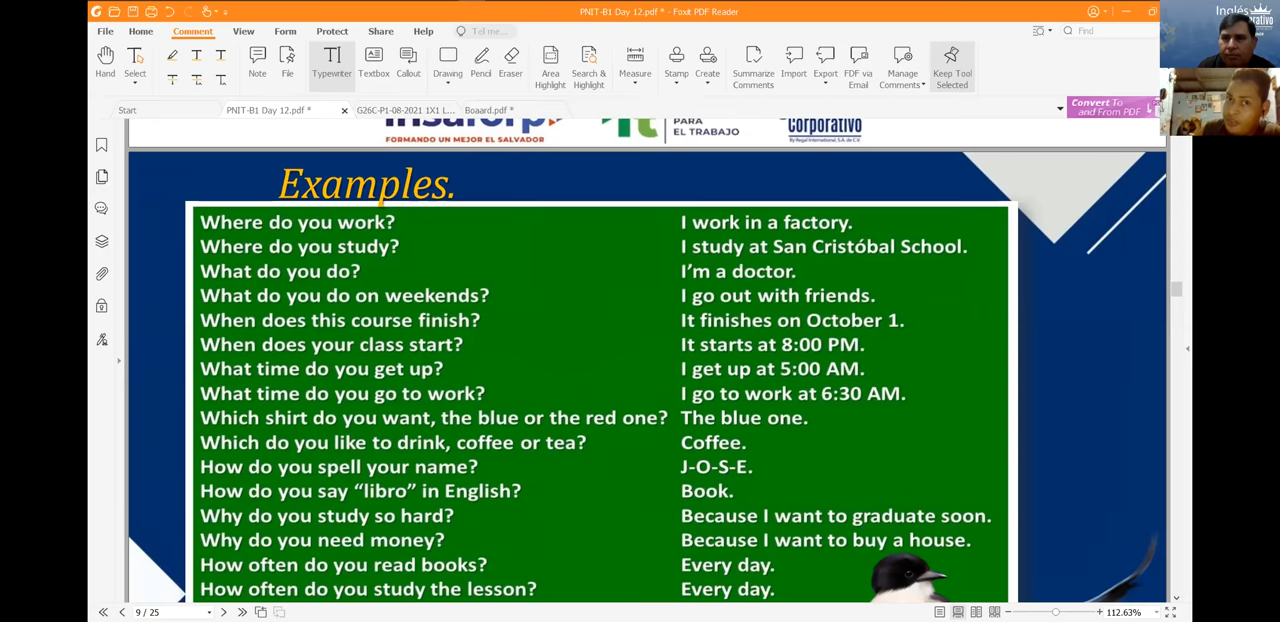 PNIT-B1 Day 12.pdf * - Foxit PDF Reader
Inglés
File Home Comment View Form Protect Share Help Tell me... Find
Hand Select Note File Typewriter Textbox Callout Drawing Pencil Eraser Area Highlight Search & Highlight Measure Stamp Create Summarize Comments Import Export FDF via Email Manage Comments Keep Tool Selected
Start PNIT-B1 Day 12.pdf * G26C-P1-08-2021 1X1 L... Boaard.pdf *
Convert To
and From PDF
FORMANDO UN MEJOR EL SALVADOR
PARA
EL TRABAJO
Corporativo
Examples.
Where do you work? I work in a factory.
Where do you study? I study at San Cristóbal School.
What do you do? I'm a doctor.
What do you do on weekends? I go out with friends.
When does this course finish? It finishes on October 1.
When does your class start? It starts at 8:00 PM.
What time do you get up? I get up at 5:00 AM.
What time do you go to work? I go to work at 6:30 AM.
Which shirt do you want, the blue or the red one? The blue one.
Which do you like to drink, coffee or tea? Coffee.
How do you spell your name? J-O-S-E.
How do you say “libro” in English? Book.
Why do you study so hard? Because I want to graduate soon.
Why do you need money? Because I want to buy a house.
How often do you read books? Every day.
How often do you study the lesson? Every day.
9 / 25 112.63%